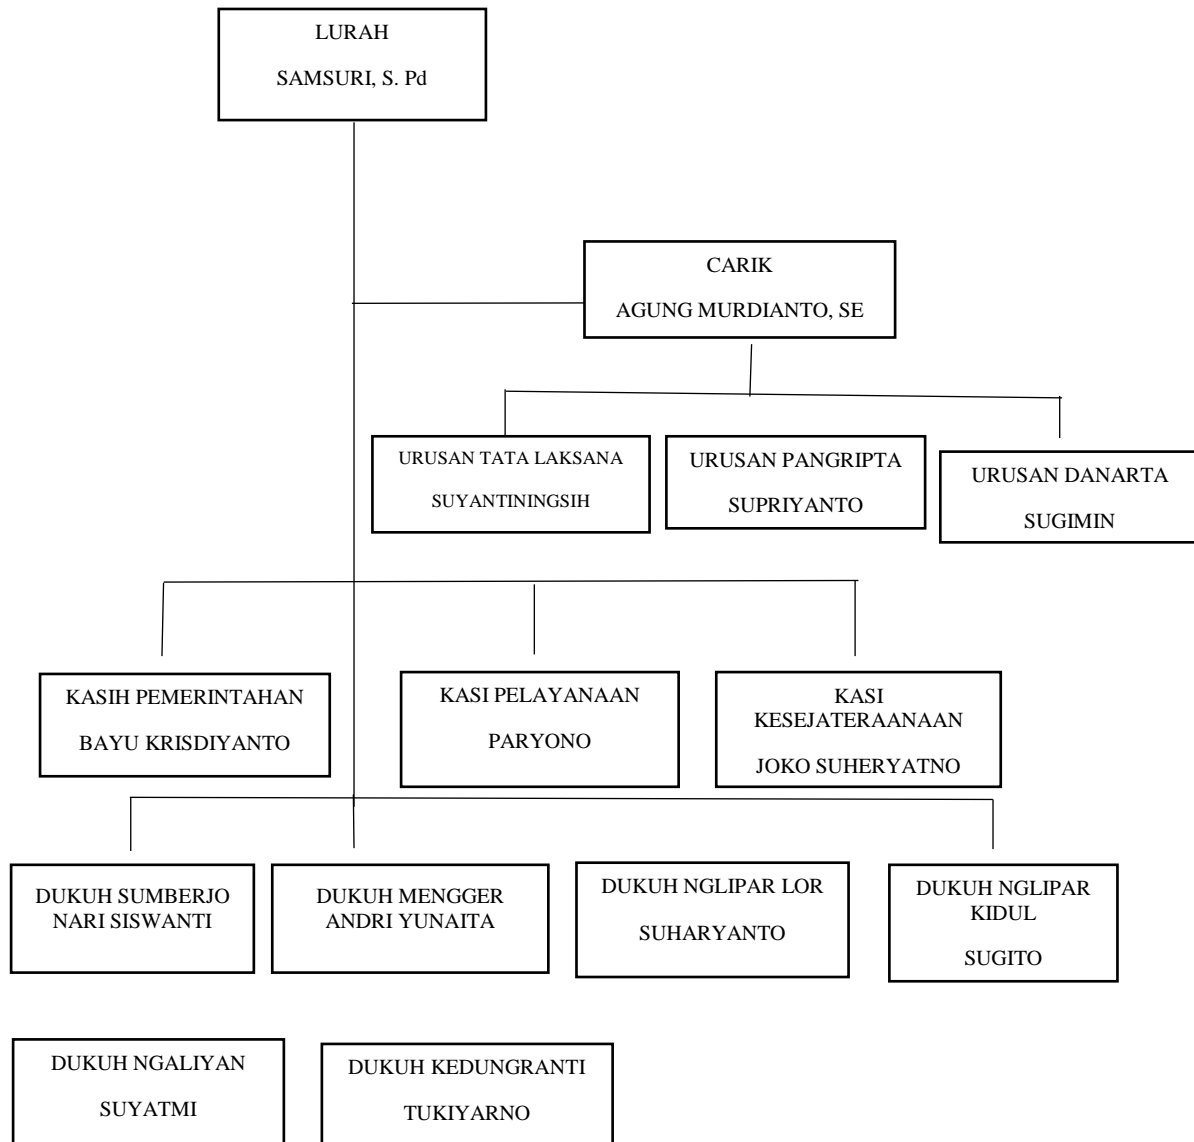 LURAH
SAMSURI, S. Pd
CARIK
AGUNG MURDIANTO, SE
URUSAN TATA LAKSANA
SUYANTININGSIH
URUSAN PANGRIPTA
SUPRIYANTO
URUSAN DANARTA
SUGIMIN
KASIH PEMERINTAHAN
BAYU KRISDIYANTO
KASI PELAYANAAN
PARYONO
KASI
KESEJATERAANAAN
JOKO SUHERYATNO
DUKUH SUMBERJO
NARI SISWANTI
DUKUH MENGGER
ANDRI YUNAITA
DUKUH NGLIPAR LOR
SUHARYANTO
DUKUH NGLIPAR
KIDUL
SUGITO
DUKUH NGALIYAN
SUYATMI
DUKUH KEDUNGRANTI
TUKIYARNO